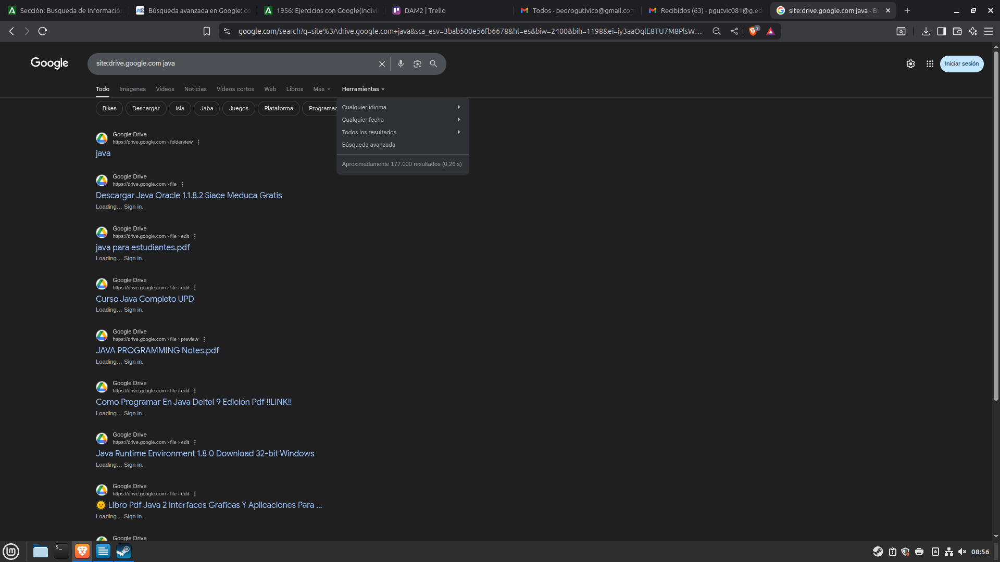 Sección: Busqueda de Información
Búsqueda avanzada en Google: co
1956: Ejercicios con Google(Indivi
DAM2 | Trello
Todos - pedrogutivico@gmail.com
Recibidos (63) - pgutvic081@g.ed
site:drive.google.com java - Bu
google.com/search?q=site%3Adrive.google.com+java&sca_esv=3bab500e56fb6678&hl=es&biw=2400&bih=1198&ei=iy3aaOqlE8TU7M8PlsW...
2
Google
site:drive.google.com java
Iniciar sesión
Todo
Imágenes
Vídeos
Noticias
Vídeos cortos
Web
Libros
Más
Herramientas
Bikes
Descargar
Isla
Jaba
Juegos
Plataforma
Programac
Cualquier idioma
Cualquier fecha
Todos los resultados
Búsqueda avanzada
Aproximadamente 177.000 resultados (0,26 s)
Google Drive
https://drive.google.com › folderview
java
Google Drive
https://drive.google.com › file
Descargar Java Oracle 1.1.8.2 Siace Meduca Gratis
Loading… Sign in.
Google Drive
https://drive.google.com › file › edit
java para estudiantes.pdf
Loading… Sign in.
Google Drive
https://drive.google.com › file › edit
Curso Java Completo UPD
Loading… Sign in.
Google Drive
https://drive.google.com › file › preview
JAVA PROGRAMMING Notes.pdf
Loading… Sign in.
Google Drive
https://drive.google.com › file › edit
Como Programar En Java Deitel 9 Edición Pdf !!LINK!!
Loading… Sign in.
Google Drive
https://drive.google.com › file › edit
Java Runtime Environment 1.8 0 Download 32-bit Windows
Loading… Sign in.
Google Drive
https://drive.google.com › file › edit
🌞 Libro Pdf Java 2 Interfaces Graficas Y Aplicaciones Para ...
Loading… Sign in.
Google Drive
08:56